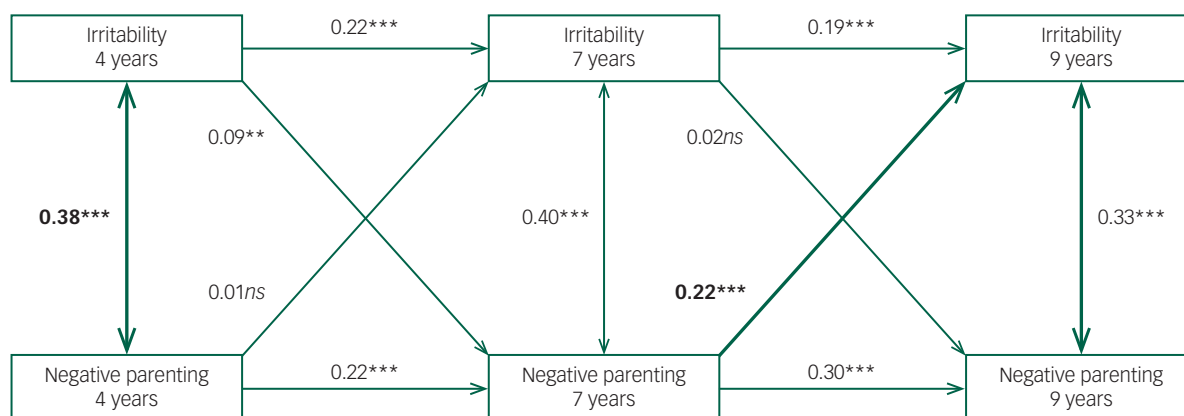 Irritability
4 years
0.22***
Irritability
7 years
0.19***
Irritability
9 years
0.09**
0.02ns
0.38***
0.40***
0.33***
0.01ns
0.22***
Negative parenting
4 years
0.22***
Negative parenting
7 years
0.30***
Negative parenting
9 years